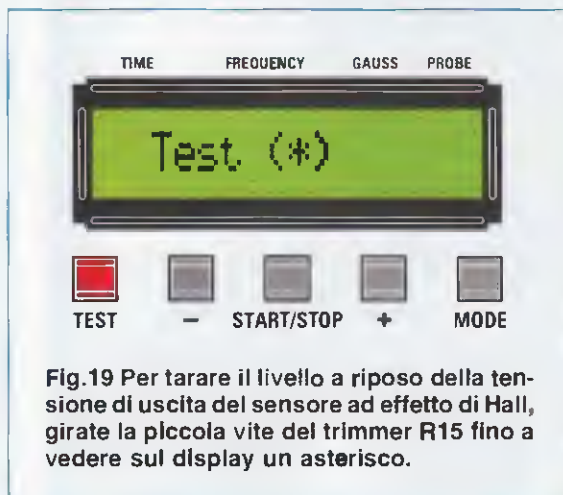 TIME FREQUENCY GAUSS PROBE
Test (*)
TEST − START/STOP + MODE
Fig.19 Per tarare il livello a riposo della ten-
sione di uscita del sensore ad effetto di Hall,
girate la piccola vite del trimmer R15 fino a
vedere sul display un asterisco.